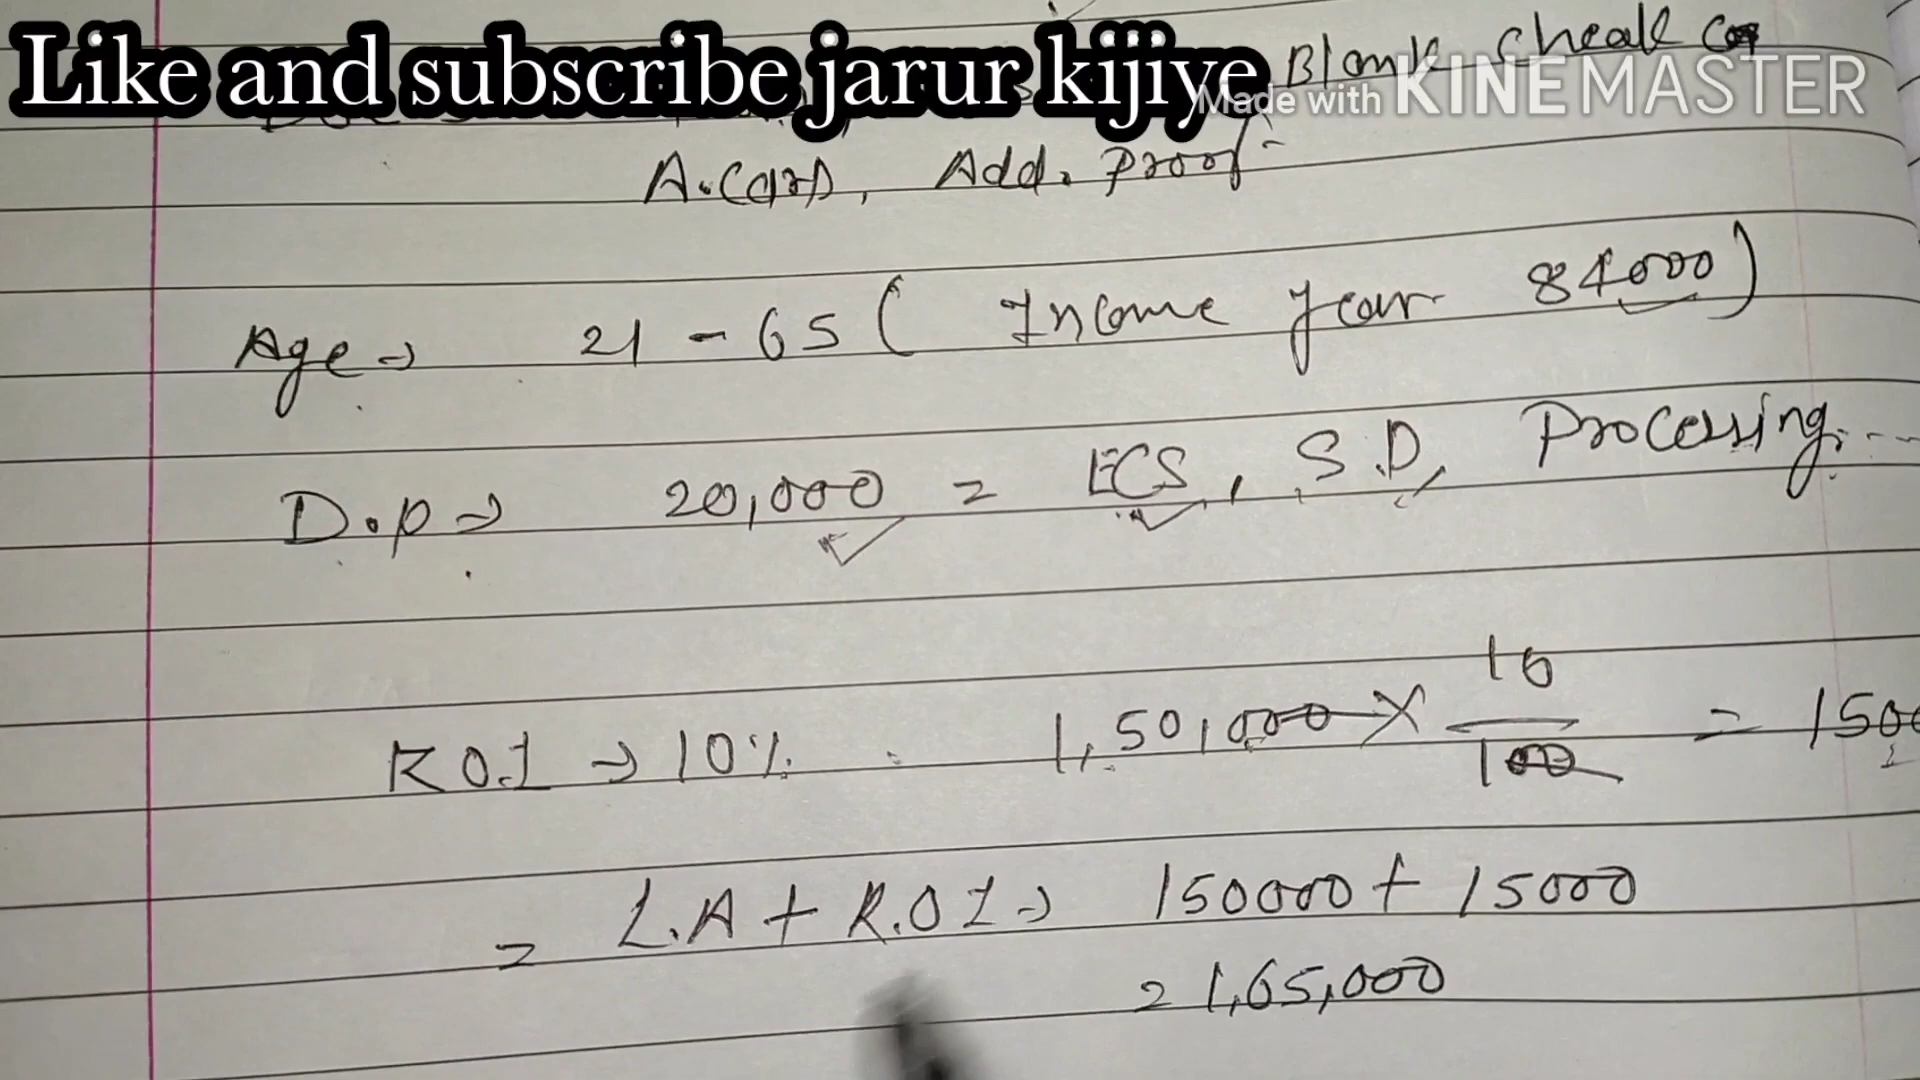 Like and subscribe jarur kijiye
Blank cheak
Made with KINEMASTER
A.Card, Add. Proof-
Age→ 21 - 65 ( Income year 84000)
D.p→ 20,000 = ECS, S.D, Processing...
R O.I → 10% 1,50,000 X 10/100 = 1500
= L.A + R.O I→ 150000 + 15000
= 1,65,000